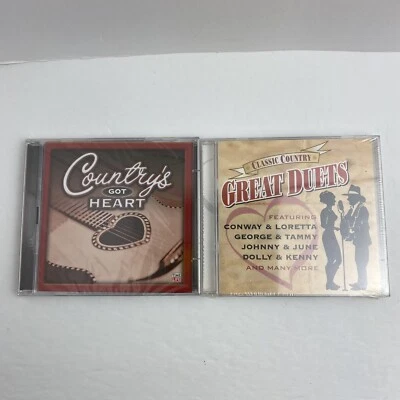 Country's
GOT
HEART
CLASSIC COUNTRY
GREAT DUETS
FEATURING
CONWAY & LORETTA
GEORGE & TAMMY
JOHNNY & JUNE
DOLLY & KENNY
AND MANY MORE